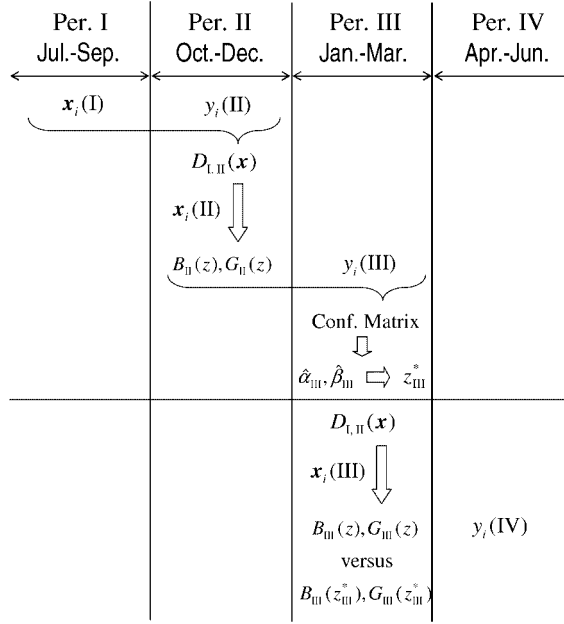 Per. I Per. II Per. III Per. IV
Jul.-Sep. Oct.-Dec. Jan.-Mar. Apr.-Jun.
x_i(I) y_i(II)
D_{I,II}(x)
x_i(II)
B_{II}(z), G_{II}(z) y_i(III)
Conf. Matrix
α̂_{III}, β̂_{III} ⇨ z*_{III}
D_{I,II}(x)
x_i(III)
B_{III}(z), G_{III}(z) y_i(IV)
versus
B_{III}(z*_{III}), G_{III}(z*_{III})